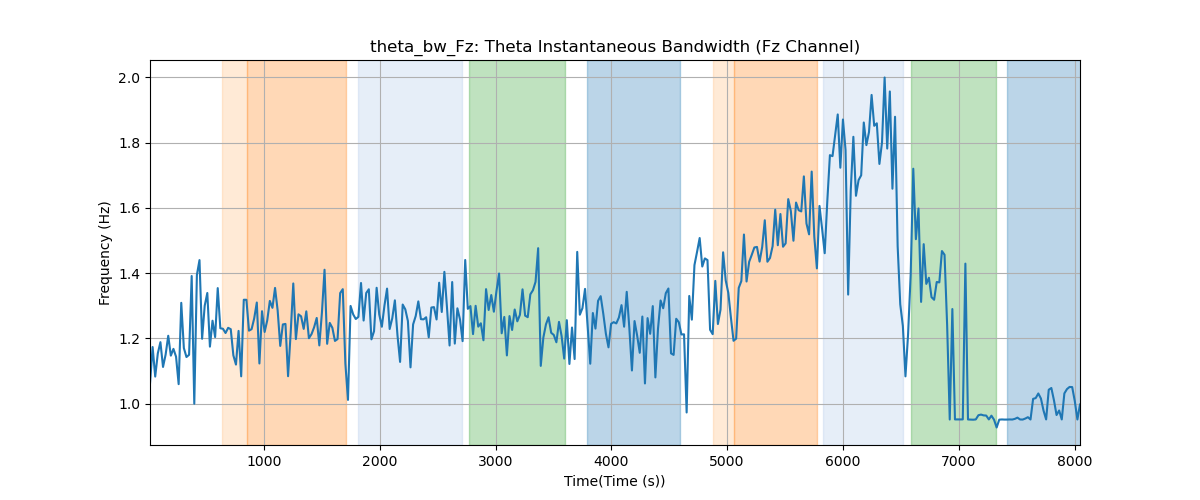 theta_bw_Fz: Theta Instantaneous Bandwidth (Fz Channel)
2.0
1.8
1.6
1.4
1.2
1.0
Frequency (Hz)
1000 2000 3000 4000 5000 6000 7000 8000
Time(Time (s))